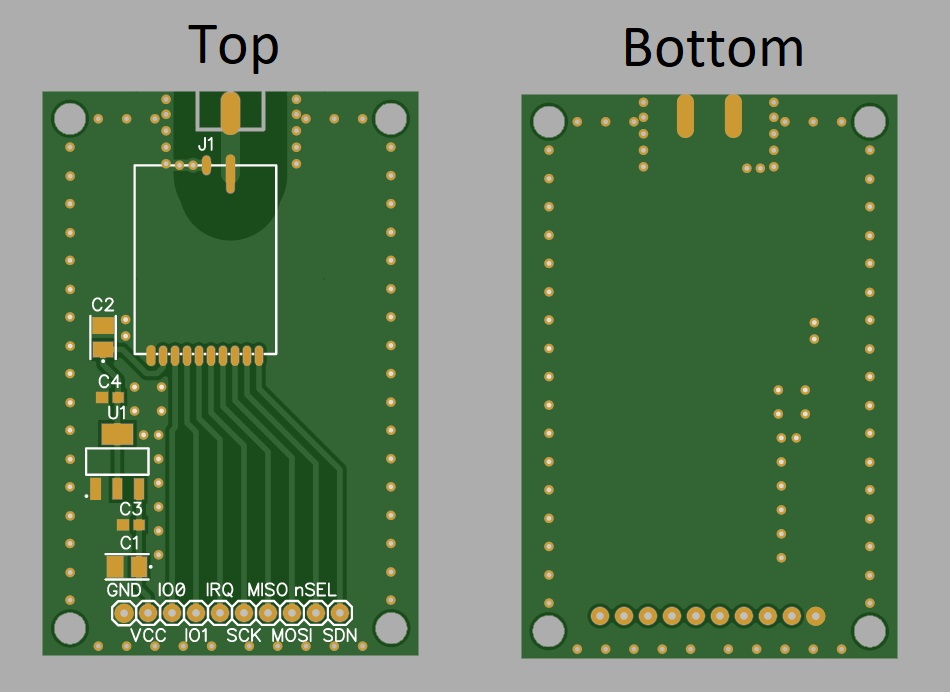 Top
Bottom
J1
C2
C4
U1
C3
C1
GND IO0 IRQ MISO nSEL
VCC IO1 SCK MOSI SDN